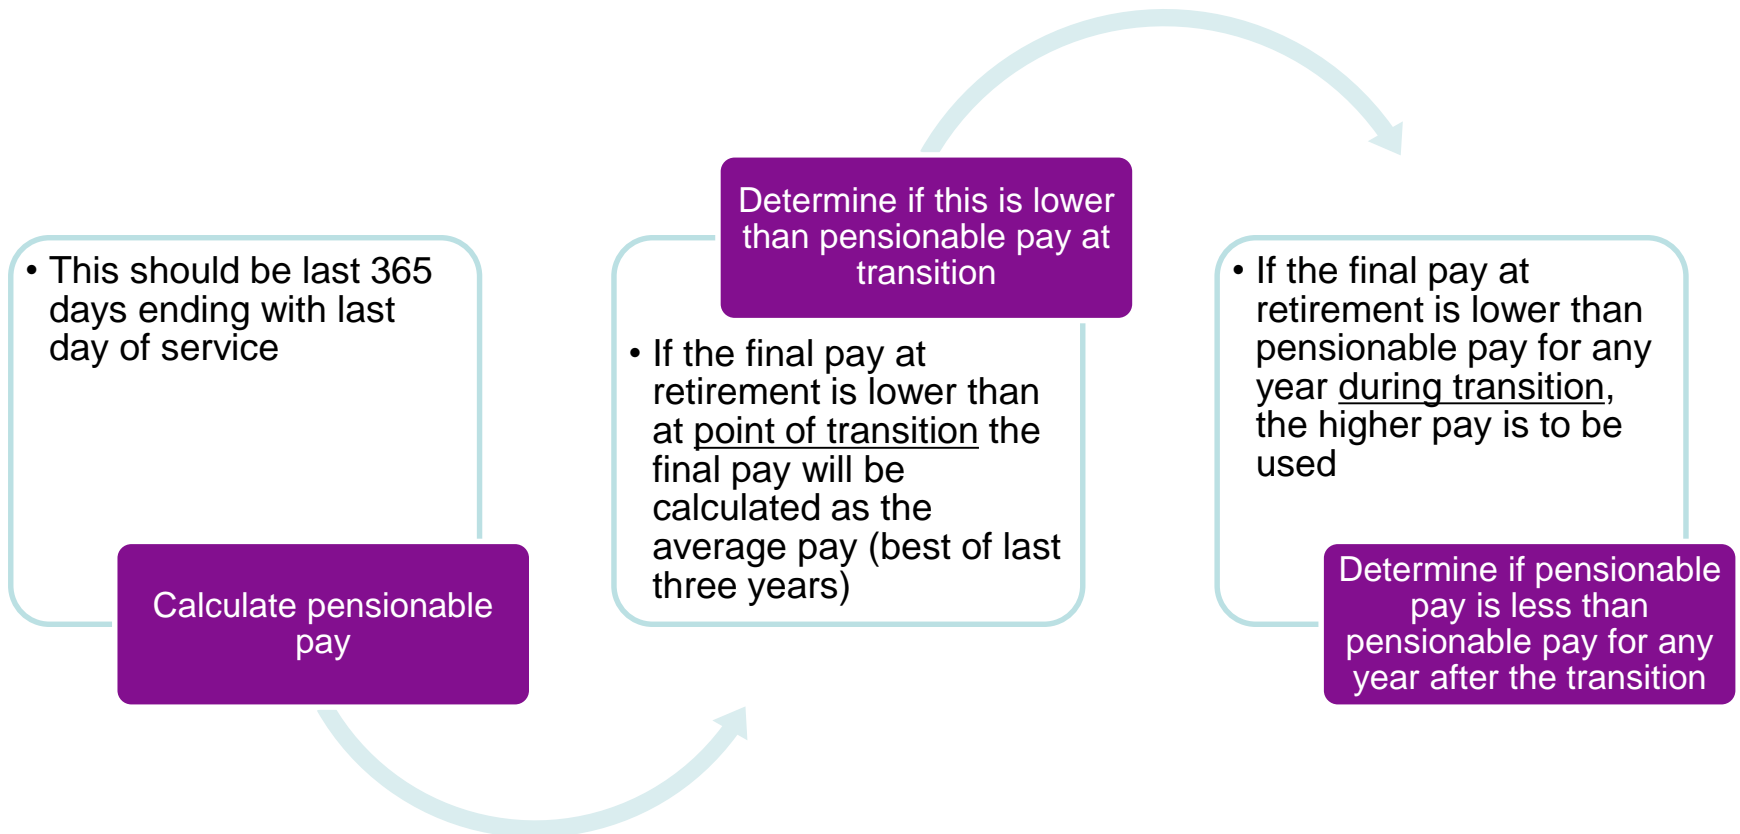 • This should be last 365
days ending with last
day of service
Calculate pensionable
pay
Determine if this is lower
than pensionable pay at
transition
• If the final pay at
retirement is lower than
at point of transition the
final pay will be
calculated as the
average pay (best of last
three years)
• If the final pay at
retirement is lower than
pensionable pay for any
year during transition,
the higher pay is to be
used
Determine if pensionable
pay is less than
pensionable pay for any
year after the transition